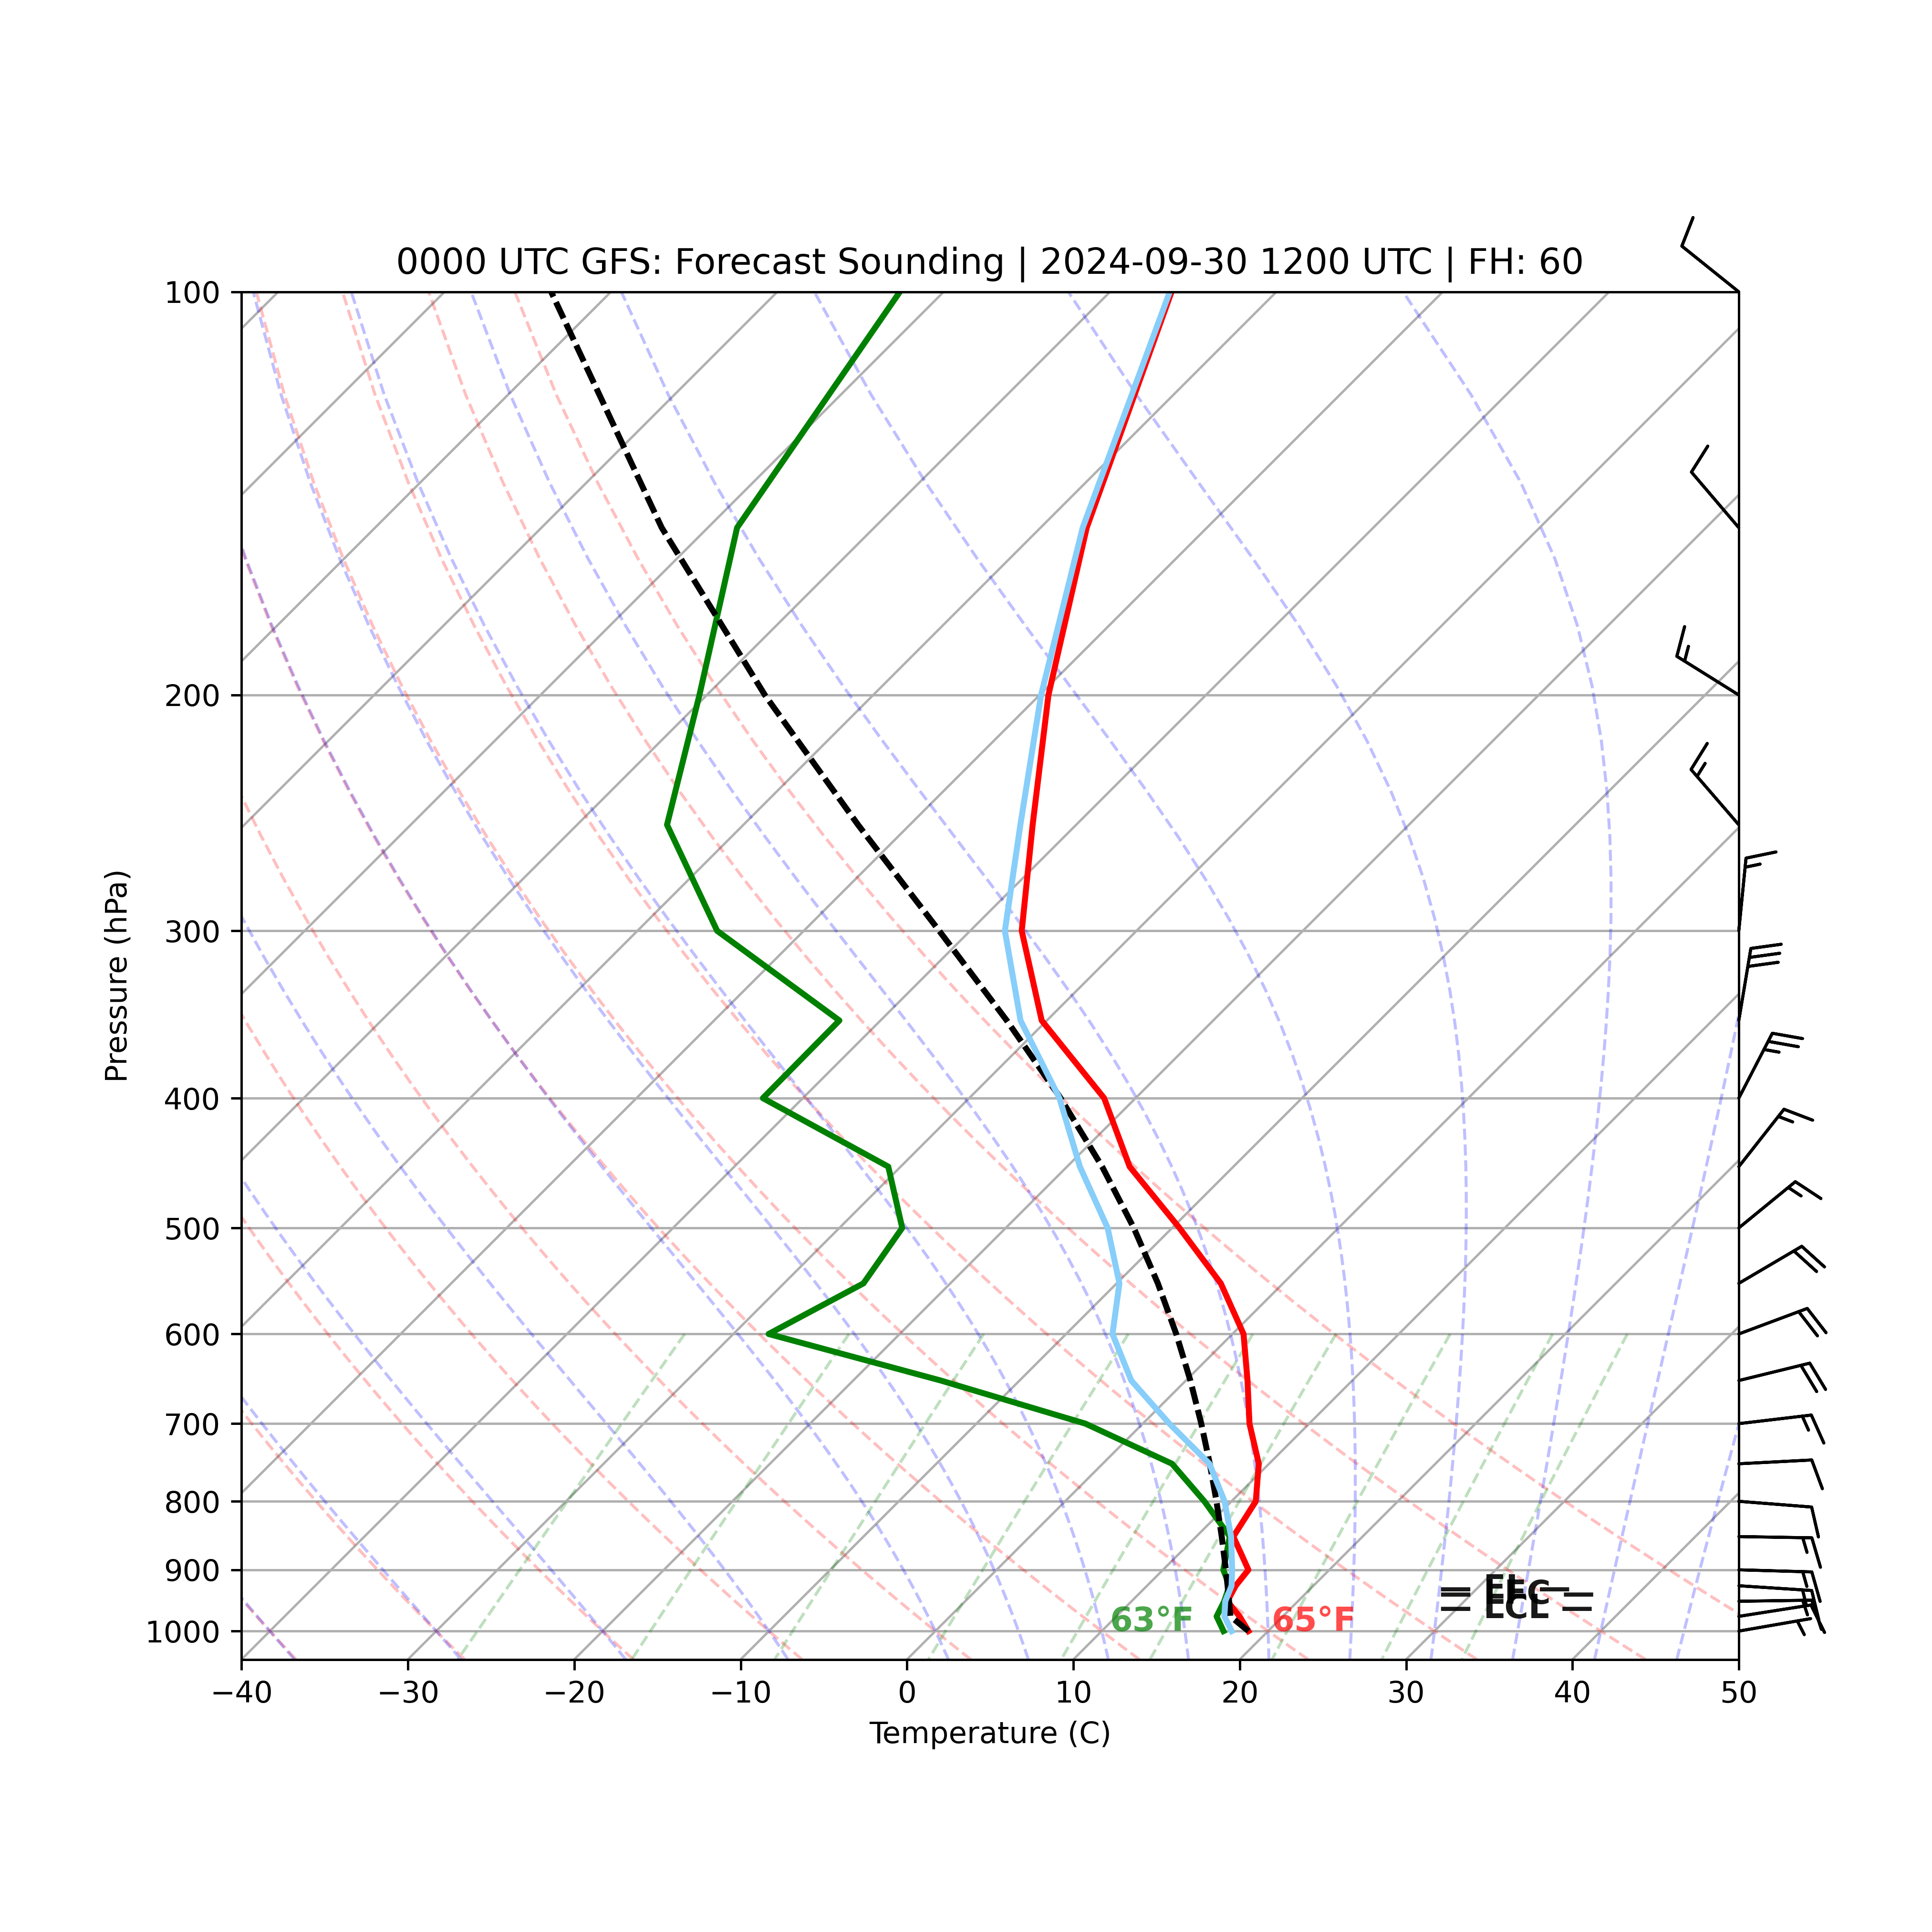 0000 UTC GFS: Forecast Sounding | 2024-09-30 1200 UTC | FH: 60
100
200
300
400
500
600
700
800
900
1000
Pressure (hPa)
63°F
65°F
— LCL —
−40 −30 −20 −10 0 10 20 30 40 50
Temperature (C)